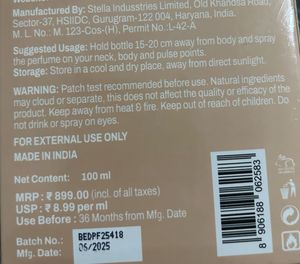 Manufactured By: Stella Indusstries Limited, Old Khandsa Road,
Sector-37, HSIIDC, Gurugram-122 004, Haryana, India.
M. L. No.: M. 123-Cos-(H), Permit No.:L-42-A
Suggested Usage: Hold bottle 15-20 cm away from body and spray
the perfume on your neck, body and pulse points.
Storage: Store in a cool and dry place, away from direct sunlight.
WARNING: Patch test recommended before use. Natural ingredients
may cloud or separate, this does not affect the quality or efficacy of the
product. Keep away from heat & fire. Keep out of reach of children. Do
not drink or spray on eyes.
FOR EXTERNAL USE ONLY
MADE IN INDIA
Net Content: 100 ml
MRP : ₹ 899.00 (incl. of all taxes)
USP : ₹ 8.99 per ml
Use Before : 36 Months from Mfg. Date
Batch No.: BEDPF25418
Mfg. Date: 06/2025
8 906188 062583